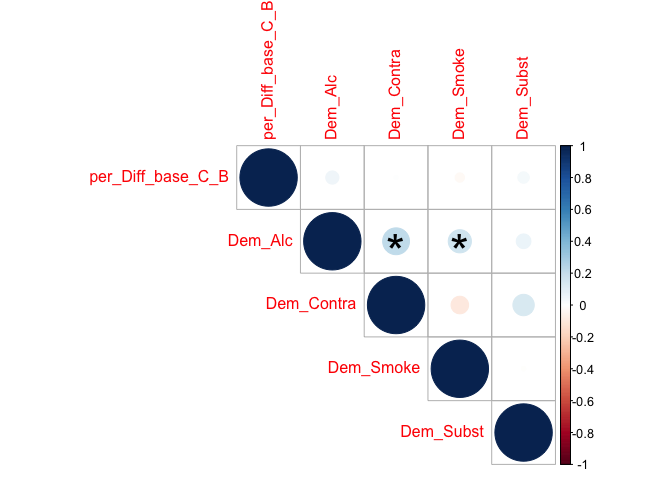 per_Diff_base_C_B
Dem_Alc
Dem_Contra
Dem_Smoke
Dem_Subst
per_Diff_base_C_B
Dem_Alc
Dem_Contra
Dem_Smoke
Dem_Subst
*
*
1
0.8
0.6
0.4
0.2
0
-0.2
-0.4
-0.6
-0.8
-1